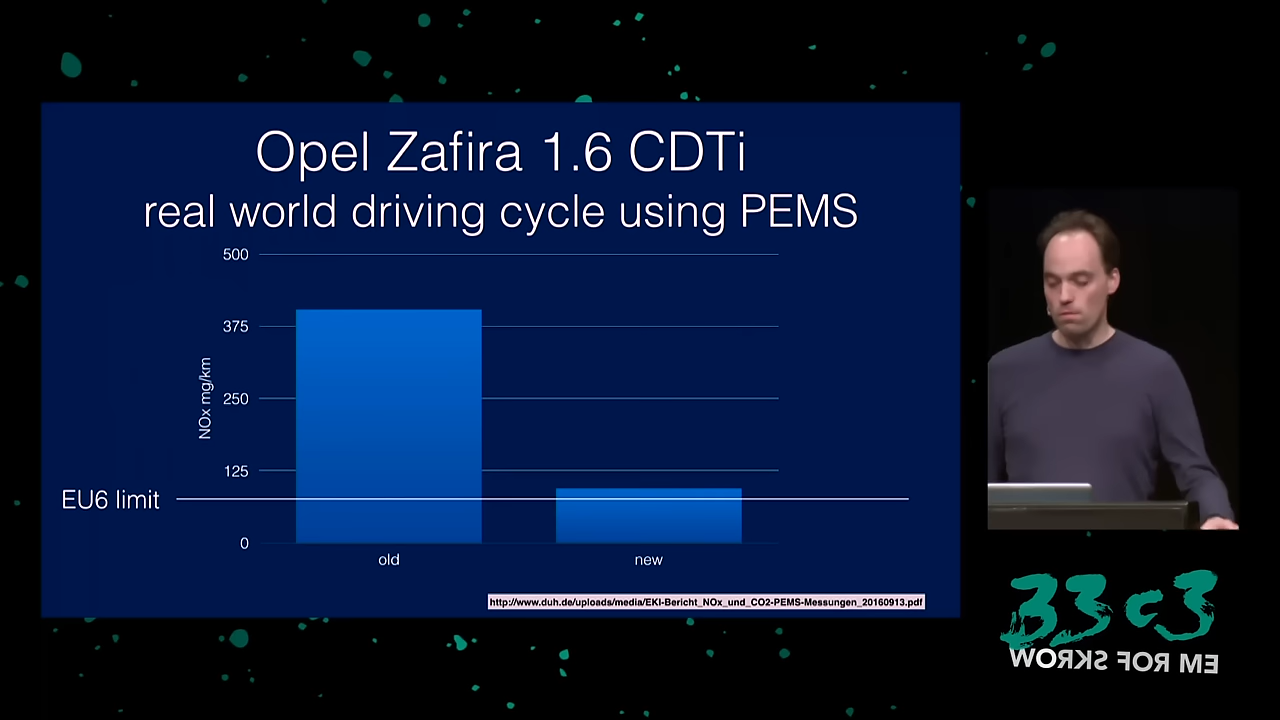 Opel Zafira 1.6 CDTi
real world driving cycle using PEMS
500
375
250
125
0
NOx mg/km
EU6 limit
old
new
http://www.duh.de/uploads/media/EKI-Bericht_NOx_und_CO2-PEMS-Messungen_20160913.pdf
33c3
WORKS FOR ME